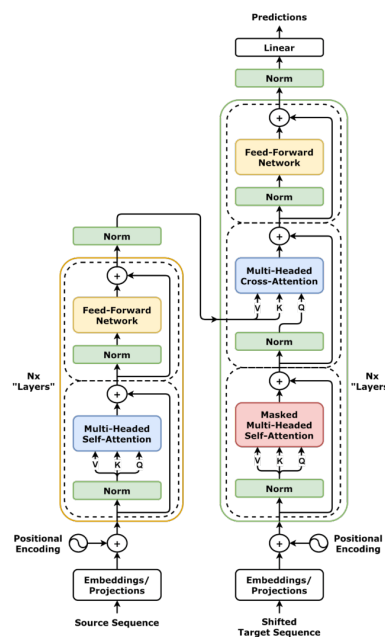 Predictions
Linear
Norm
+
Feed-Forward
Network
Norm
+
Multi-Headed
Cross-Attention
V K Q
Norm
+
Masked
Multi-Headed
Self-Attention
V K Q
Norm
Nx
"Layers"
+
Positional
Encoding
Embeddings/
Projections
Shifted
Target Sequence
Norm
+
Feed-Forward
Network
Norm
Nx
"Layers"
+
Multi-Headed
Self-Attention
V K Q
Norm
Positional
Encoding
+
Embeddings/
Projections
Source Sequence